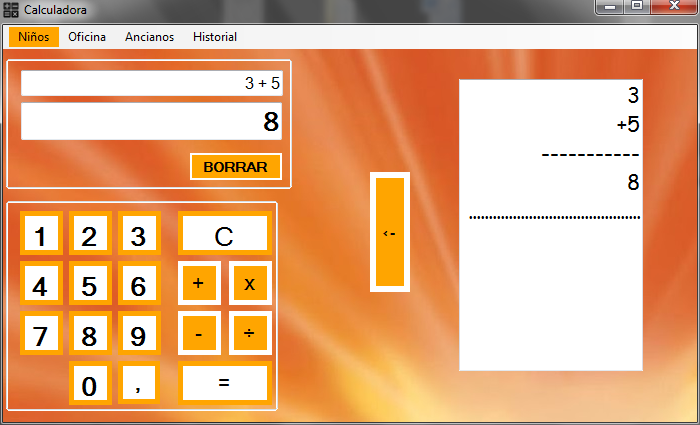 Calculadora
Niños Oficina Ancianos Historial
3 + 5
8
BORRAR
1 2 3 C
4 5 6 + x
7 8 9 - ÷
0 , =
<-
3
+5
-----------
8
......................................